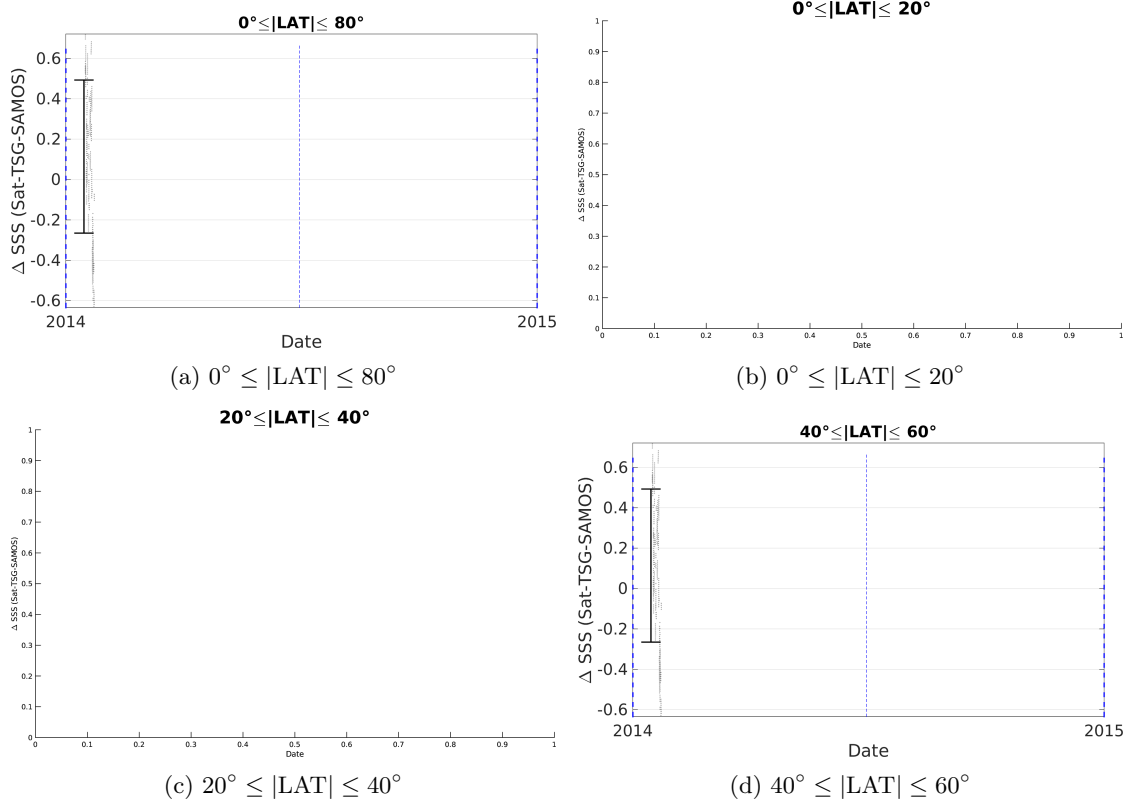 0°≤|LAT|≤ 80°
Δ SSS (Sat-TSG-SAMOS)
0.6
0.4
0.2
0
-0.2
-0.4
-0.6
2014
2015
Date
(a) 0° ≤ |LAT| ≤ 80°
0°≤|LAT|≤ 20°
Δ SSS (Sat-TSG-SAMOS)
1
0.9
0.8
0.7
0.6
0.5
0.4
0.3
0.2
0.1
0
0 0.1 0.2 0.3 0.4 0.5 0.6 0.7 0.8 0.9 1
Date
(b) 0° ≤ |LAT| ≤ 20°
20°≤|LAT|≤ 40°
Δ SSS (Sat-TSG-SAMOS)
1
0.9
0.8
0.7
0.6
0.5
0.4
0.3
0.2
0.1
0
0 0.1 0.2 0.3 0.4 0.5 0.6 0.7 0.8 0.9 1
Date
(c) 20° ≤ |LAT| ≤ 40°
40°≤|LAT|≤ 60°
Δ SSS (Sat-TSG-SAMOS)
0.6
0.4
0.2
0
-0.2
-0.4
-0.6
2014
2015
Date
(d) 40° ≤ |LAT| ≤ 60°